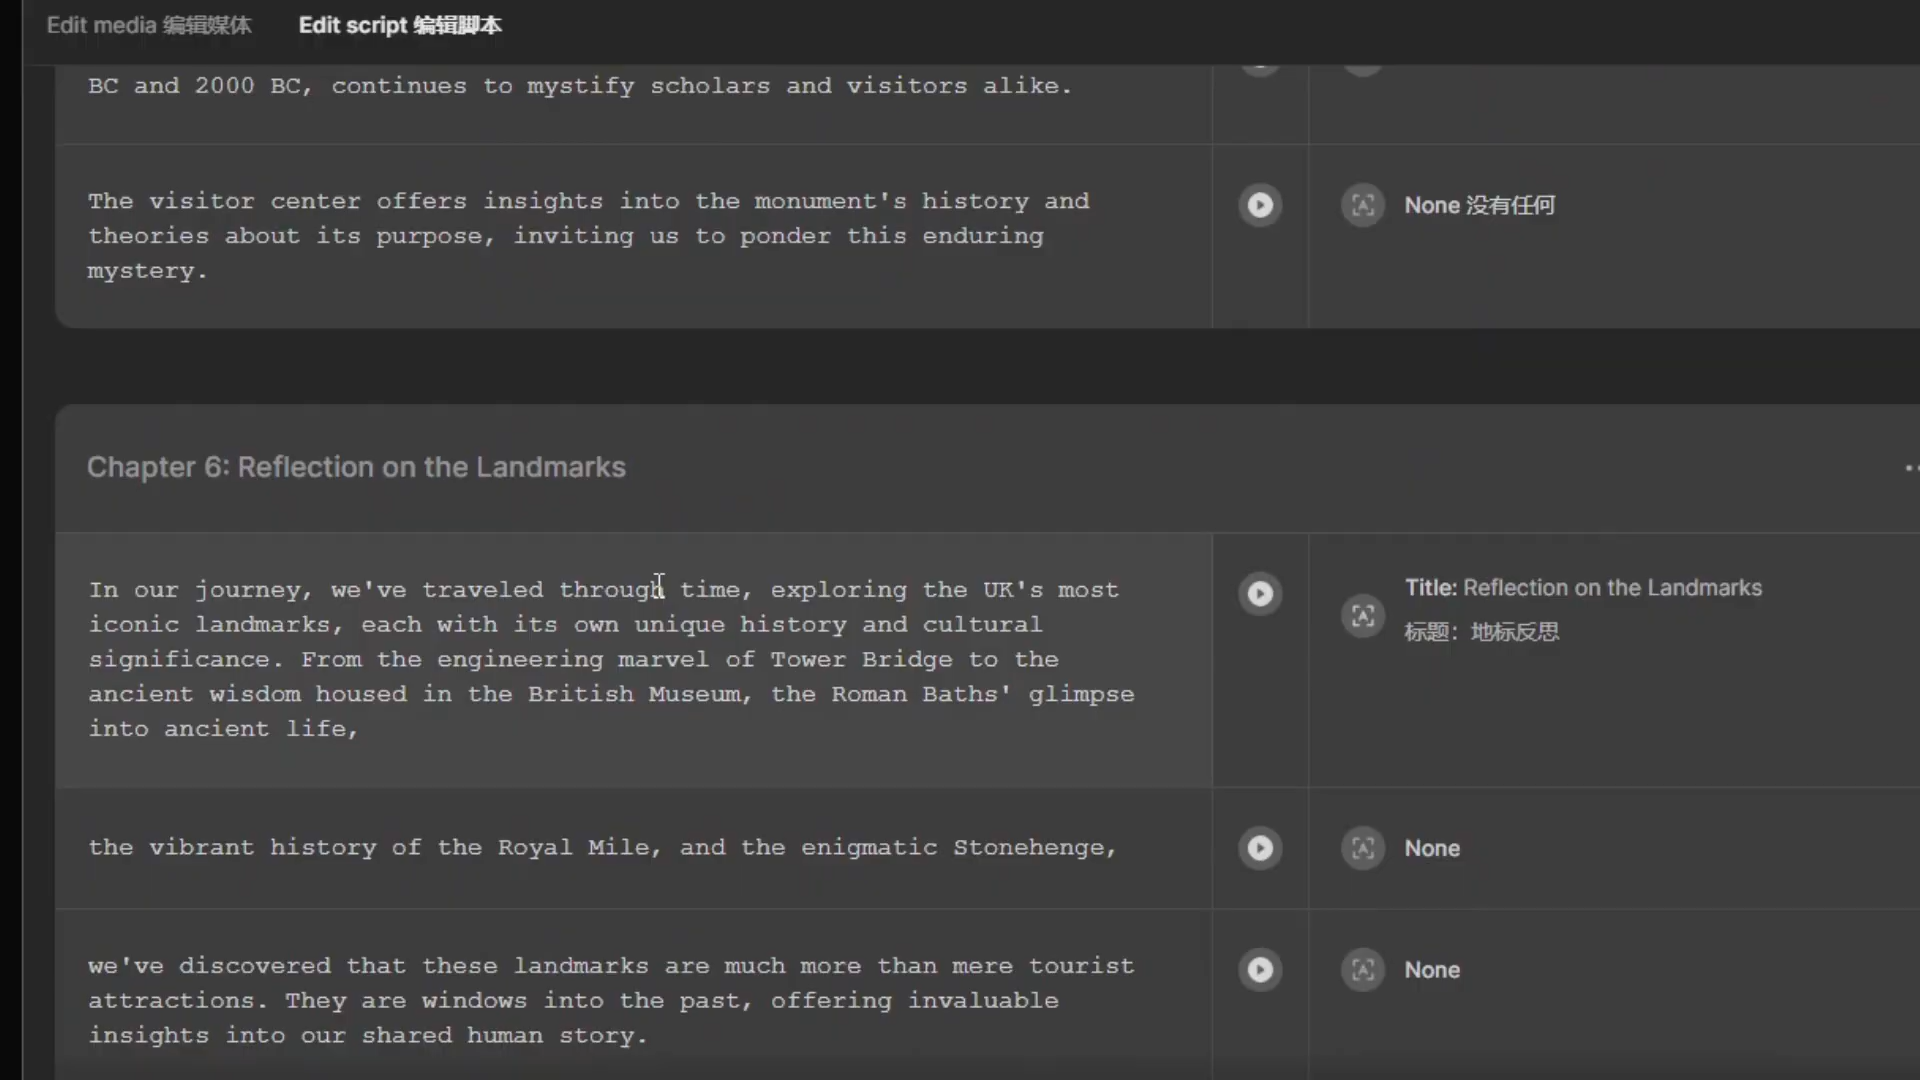 Edit media 编辑媒体
Edit script 编辑脚本
BC and 2000 BC, continues to mystify scholars and visitors alike.
The visitor center offers insights into the monument's history and
theories about its purpose, inviting us to ponder this enduring
mystery.
None 没有任何
Chapter 6: Reflection on the Landmarks
In our journey, we've traveled through time, exploring the UK's most
iconic landmarks, each with its own unique history and cultural
significance. From the engineering marvel of Tower Bridge to the
ancient wisdom housed in the British Museum, the Roman Baths' glimpse
into ancient life,
Title: Reflection on the Landmarks
标题：地标反思
the vibrant history of the Royal Mile, and the enigmatic Stonehenge,
None
we've discovered that these landmarks are much more than mere tourist
attractions. They are windows into the past, offering invaluable
insights into our shared human story.
None